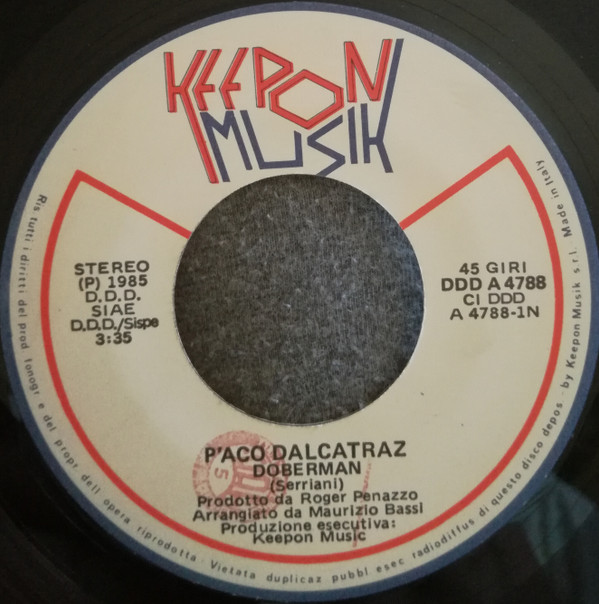 KEEPON
MUSIK
STEREO
(P) 1985
D.D.D.
SIAE
D.D.D./Sispe
3:35
45 GIRI
DDD A 4788
CI DDD
A 4788-1N
P'ACO DALCATRAZ
DOBERMAN
(Serriani)
Prodotto da Roger Penazzo
Arrangiato da Maurizio Bassi
Produzione esecutiva:
Keepon Music
Ris tutti i diritti del prod. fonogr. e del propr. dell opera riprodotta - Vietata duplicaz pubbl esec radiodiffus di questo disco depos. - by Keepon Musik s r l. Made in Italy
5